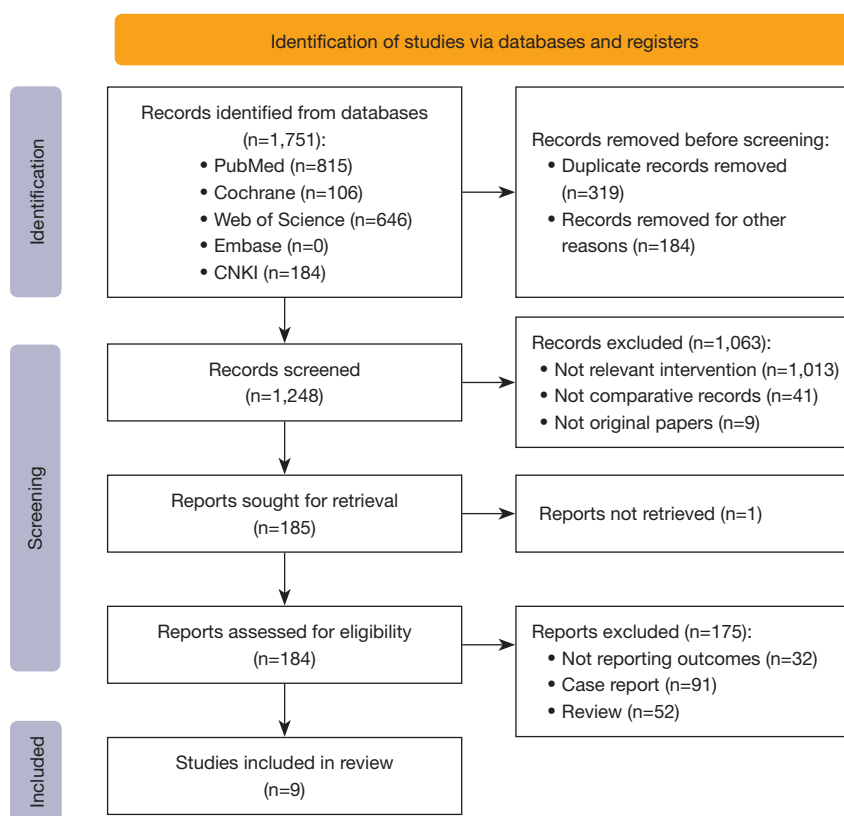 Identification of studies via databases and registers
Identification
Records identified from databases
(n=1,751):
• PubMed (n=815)
• Cochrane (n=106)
• Web of Science (n=646)
• Embase (n=0)
• CNKI (n=184)
Records removed before screening:
• Duplicate records removed
(n=319)
• Records removed for other
reasons (n=184)
Screening
Records screened
(n=1,248)
Records excluded (n=1,063):
• Not relevant intervention (n=1,013)
• Not comparative records (n=41)
• Not original papers (n=9)
Reports sought for retrieval
(n=185)
Reports not retrieved (n=1)
Reports assessed for eligibility
(n=184)
Reports excluded (n=175):
• Not reporting outcomes (n=32)
• Case report (n=91)
• Review (n=52)
Included
Studies included in review
(n=9)